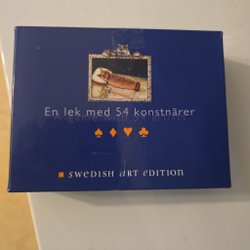 En lek med 54 konstnärer
SWEDISH ART EDITION